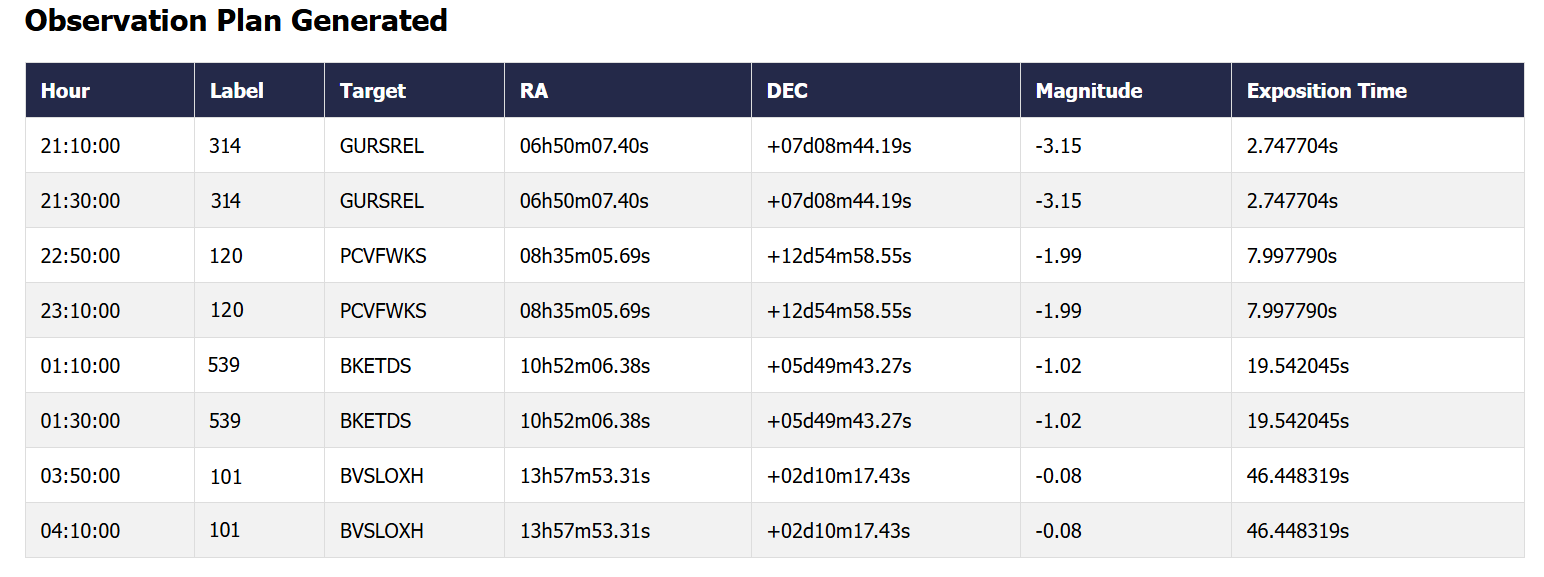 Observation Plan Generated
Hour Label Target RA DEC Magnitude Exposition Time
21:10:00 314 GURSREL 06h50m07.40s +07d08m44.19s -3.15 2.747704s
21:30:00 314 GURSREL 06h50m07.40s +07d08m44.19s -3.15 2.747704s
22:50:00 120 PCVFWKS 08h35m05.69s +12d54m58.55s -1.99 7.997790s
23:10:00 120 PCVFWKS 08h35m05.69s +12d54m58.55s -1.99 7.997790s
01:10:00 539 BKETDS 10h52m06.38s +05d49m43.27s -1.02 19.542045s
01:30:00 539 BKETDS 10h52m06.38s +05d49m43.27s -1.02 19.542045s
03:50:00 101 BVSLOXH 13h57m53.31s +02d10m17.43s -0.08 46.448319s
04:10:00 101 BVSLOXH 13h57m53.31s +02d10m17.43s -0.08 46.448319s